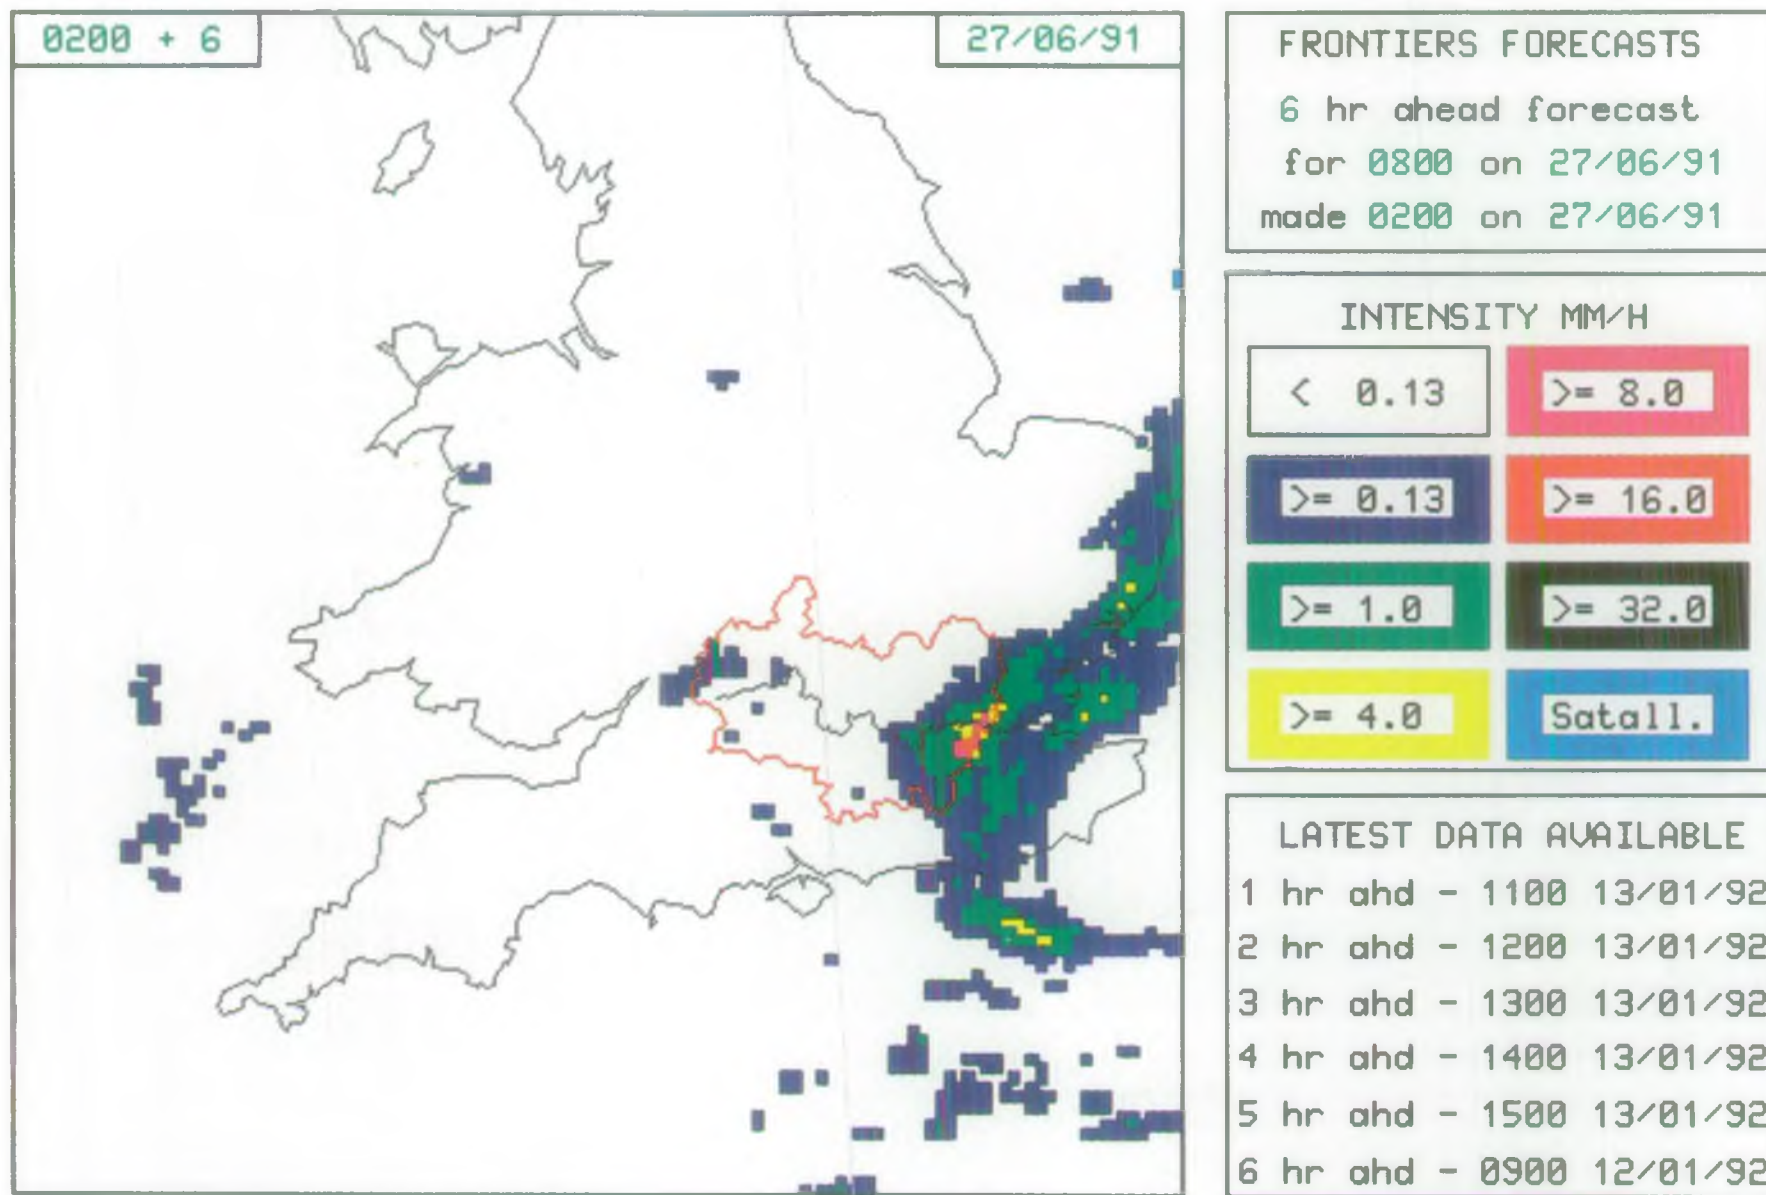 0200 + 6
27/06/91
FRONTIERS FORECASTS
6 hr ahead forecast
for 0800 on 27/06/91
made 0200 on 27/06/91
INTENSITY MM/H
< 0.13
>= 8.0
>= 0.13
>= 16.0
>= 1.0
>= 32.0
>= 4.0
Satall.
LATEST DATA AVAILABLE
1 hr ahd - 1100 13/01/92
2 hr ahd - 1200 13/01/92
3 hr ahd - 1300 13/01/92
4 hr ahd - 1400 13/01/92
5 hr ahd - 1500 13/01/92
6 hr ahd - 0900 12/01/92